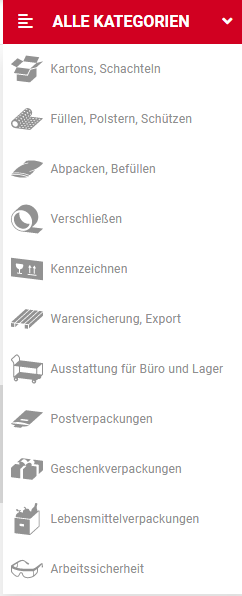 ALLE KATEGORIEN
Kartons, Schachteln
Füllen, Polstern, Schützen
Abpacken, Befüllen
Verschließen
Kennzeichnen
Warensicherung, Export
Ausstattung für Büro und Lager
Postverpackungen
Geschenkverpackungen
Lebensmittelverpackungen
Arbeitssicherheit